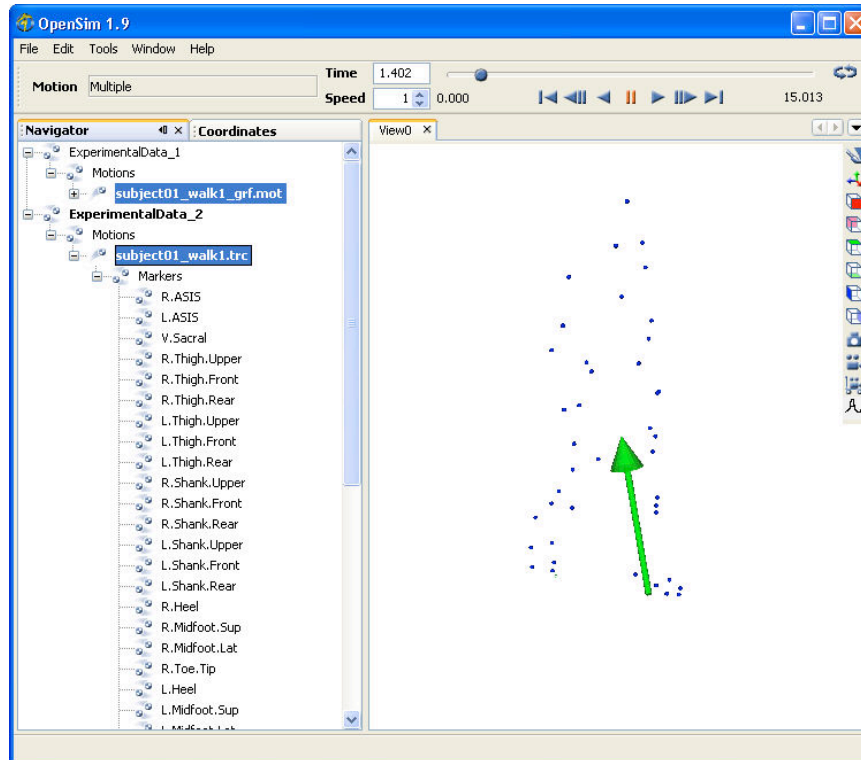 OpenSim 1.9
File Edit Tools Window Help
Motion Multiple Time 1.402
Speed 1 0.000 15.013
Navigator Coordinates View0
ExperimentalData_1
Motions
subject01_walk1_grf.mot
ExperimentalData_2
Motions
subject01_walk1.trc
Markers
R.ASIS
L.ASIS
V.Sacral
R.Thigh.Upper
R.Thigh.Front
R.Thigh.Rear
L.Thigh.Upper
L.Thigh.Front
L.Thigh.Rear
R.Shank.Upper
R.Shank.Front
R.Shank.Rear
L.Shank.Upper
L.Shank.Front
L.Shank.Rear
R.Heel
R.Midfoot.Sup
R.Midfoot.Lat
R.Toe.Tip
L.Heel
L.Midfoot.Sup
L.Midfoot.Lat